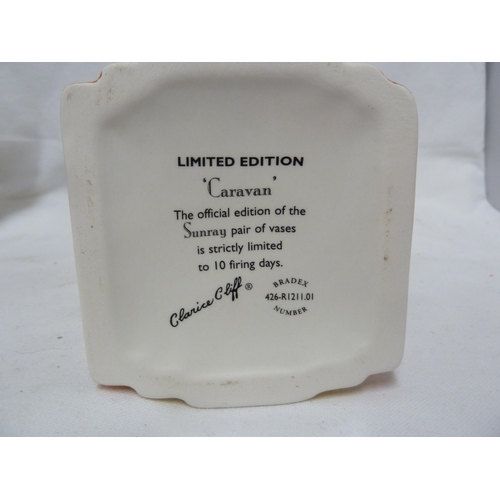 LIMITED EDITION
'Caravan'
The official edition of the
Sunray pair of vases
is strictly limited
to 10 firing days.
Clarice Cliff ®
BRADEX
426-R1211.01
NUMBER